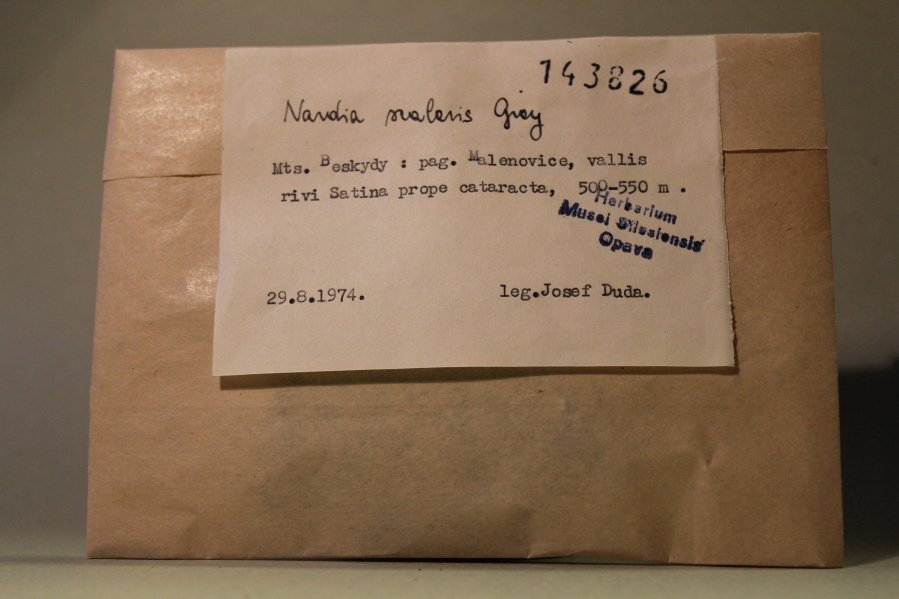 143826
Nardia scalaris Gray
Mts. Beskydy : pag. Malenovice, vallis
rivi Satina prope cataracta, 500-550 m .
Herbarium
Musei Silesiensis
Opava
29.8.1974. leg.Josef Duda.